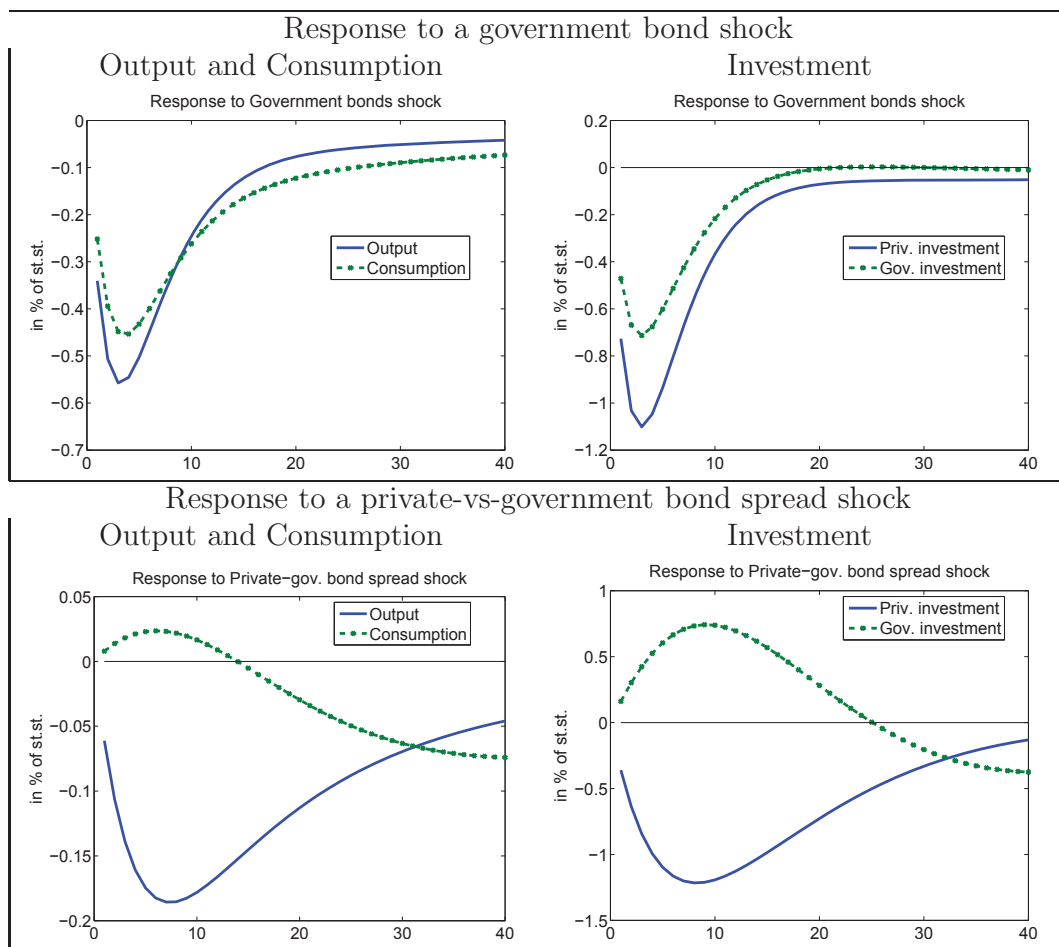 Response to a government bond shock
Output and Consumption
Investment
Response to Government bonds shock
0
−0.1
−0.2
−0.3
−0.4
−0.5
−0.6
−0.7
in % of st.st.
Output
Consumption
0 10 20 30 40
Response to Government bonds shock
0.2
0
−0.2
−0.4
−0.6
−0.8
−1
−1.2
in % of st.st.
Priv. investment
Gov. investment
0 10 20 30 40
Response to a private-vs-government bond spread shock
Output and Consumption
Investment
Response to Private−gov. bond spread shock
0.05
0
−0.05
−0.1
−0.15
−0.2
in % of st.st.
Output
Consumption
0 10 20 30 40
Response to Private−gov. bond spread shock
1
0.5
0
−0.5
−1
−1.5
in % of st.st.
Priv. investment
Gov. investment
0 10 20 30 40